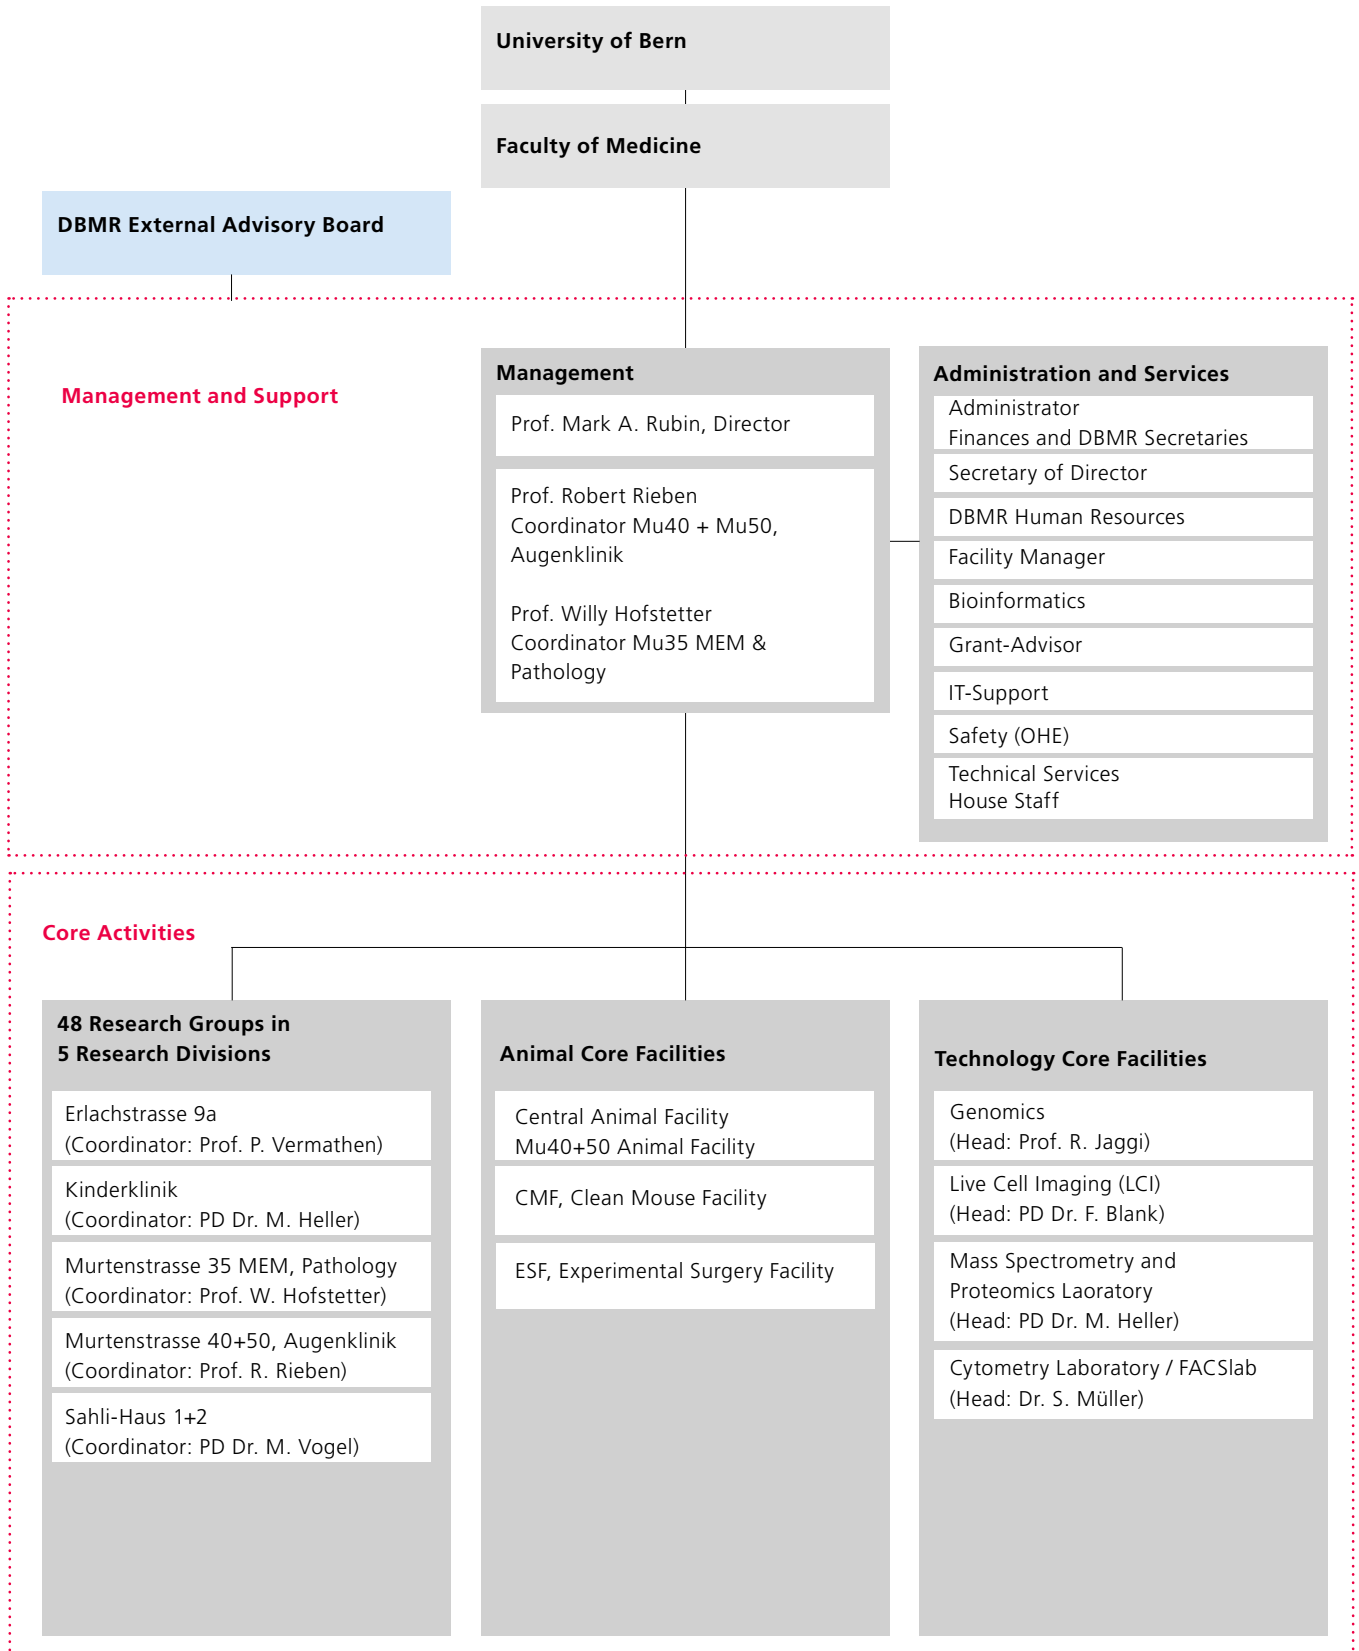 University of Bern
Faculty of Medicine
DBMR External Advisory Board
Management and Support
Management
Prof. Mark A. Rubin, Director
Prof. Robert Rieben
Coordinator Mu40 + Mu50,
Augenklinik
Prof. Willy Hofstetter
Coordinator Mu35 MEM &
Pathology
Administration and Services
Administrator
Finances and DBMR Secretaries
Secretary of Director
DBMR Human Resources
Facility Manager
Bioinformatics
Grant-Advisor
IT-Support
Safety (OHE)
Technical Services
House Staff
Core Activities
48 Research Groups in
5 Research Divisions
Erlachstrasse 9a
(Coordinator: Prof. P. Vermathen)
Kinderklinik
(Coordinator: PD Dr. M. Heller)
Murtenstrasse 35 MEM, Pathology
(Coordinator: Prof. W. Hofstetter)
Murtenstrasse 40+50, Augenklinik
(Coordinator: Prof. R. Rieben)
Sahli-Haus 1+2
(Coordinator: PD Dr. M. Vogel)
Animal Core Facilities
Central Animal Facility
Mu40+50 Animal Facility
CMF, Clean Mouse Facility
ESF, Experimental Surgery Facility
Technology Core Facilities
Genomics
(Head: Prof. R. Jaggi)
Live Cell Imaging (LCI)
(Head: PD Dr. F. Blank)
Mass Spectrometry and
Proteomics Laoratory
(Head: PD Dr. M. Heller)
Cytometry Laboratory / FACSlab
(Head: Dr. S. Müller)